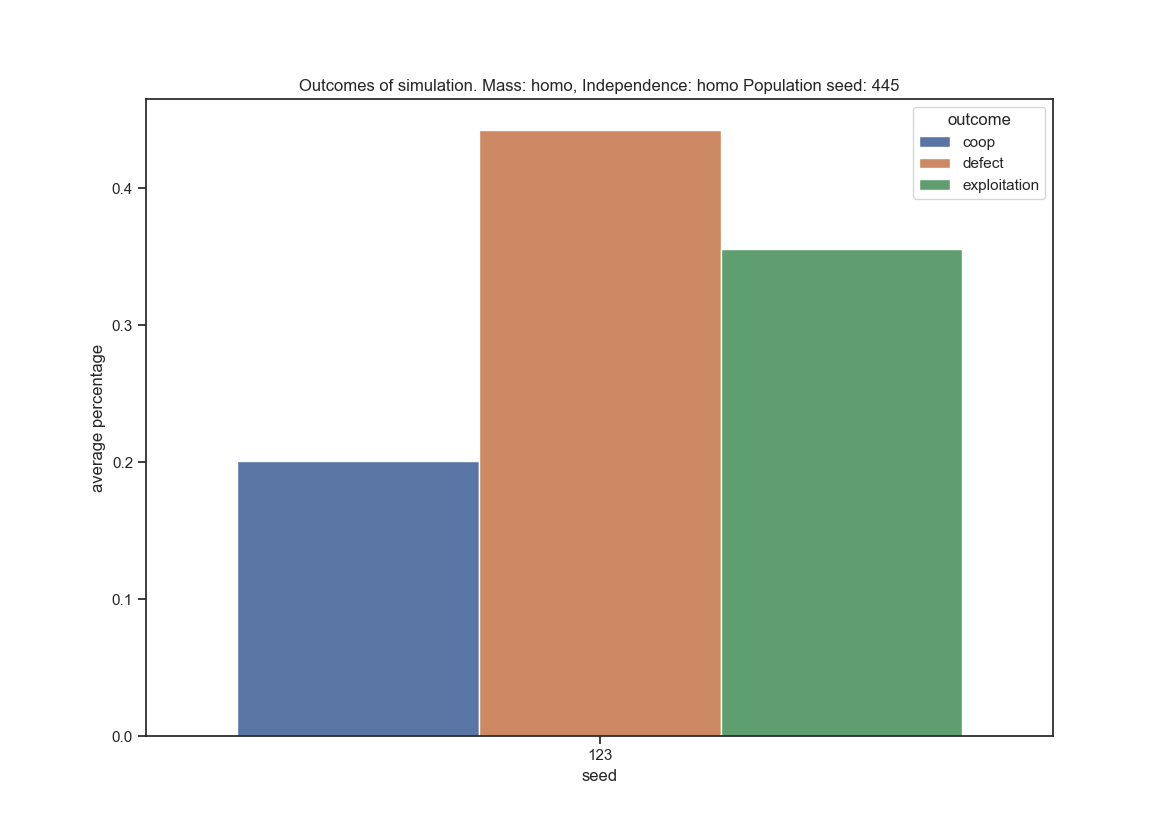 Outcomes of simulation. Mass: homo, Independence: homo Population seed: 445
outcome
coop
defect
exploitation
average percentage
0.4
0.3
0.2
0.1
0.0
123
seed